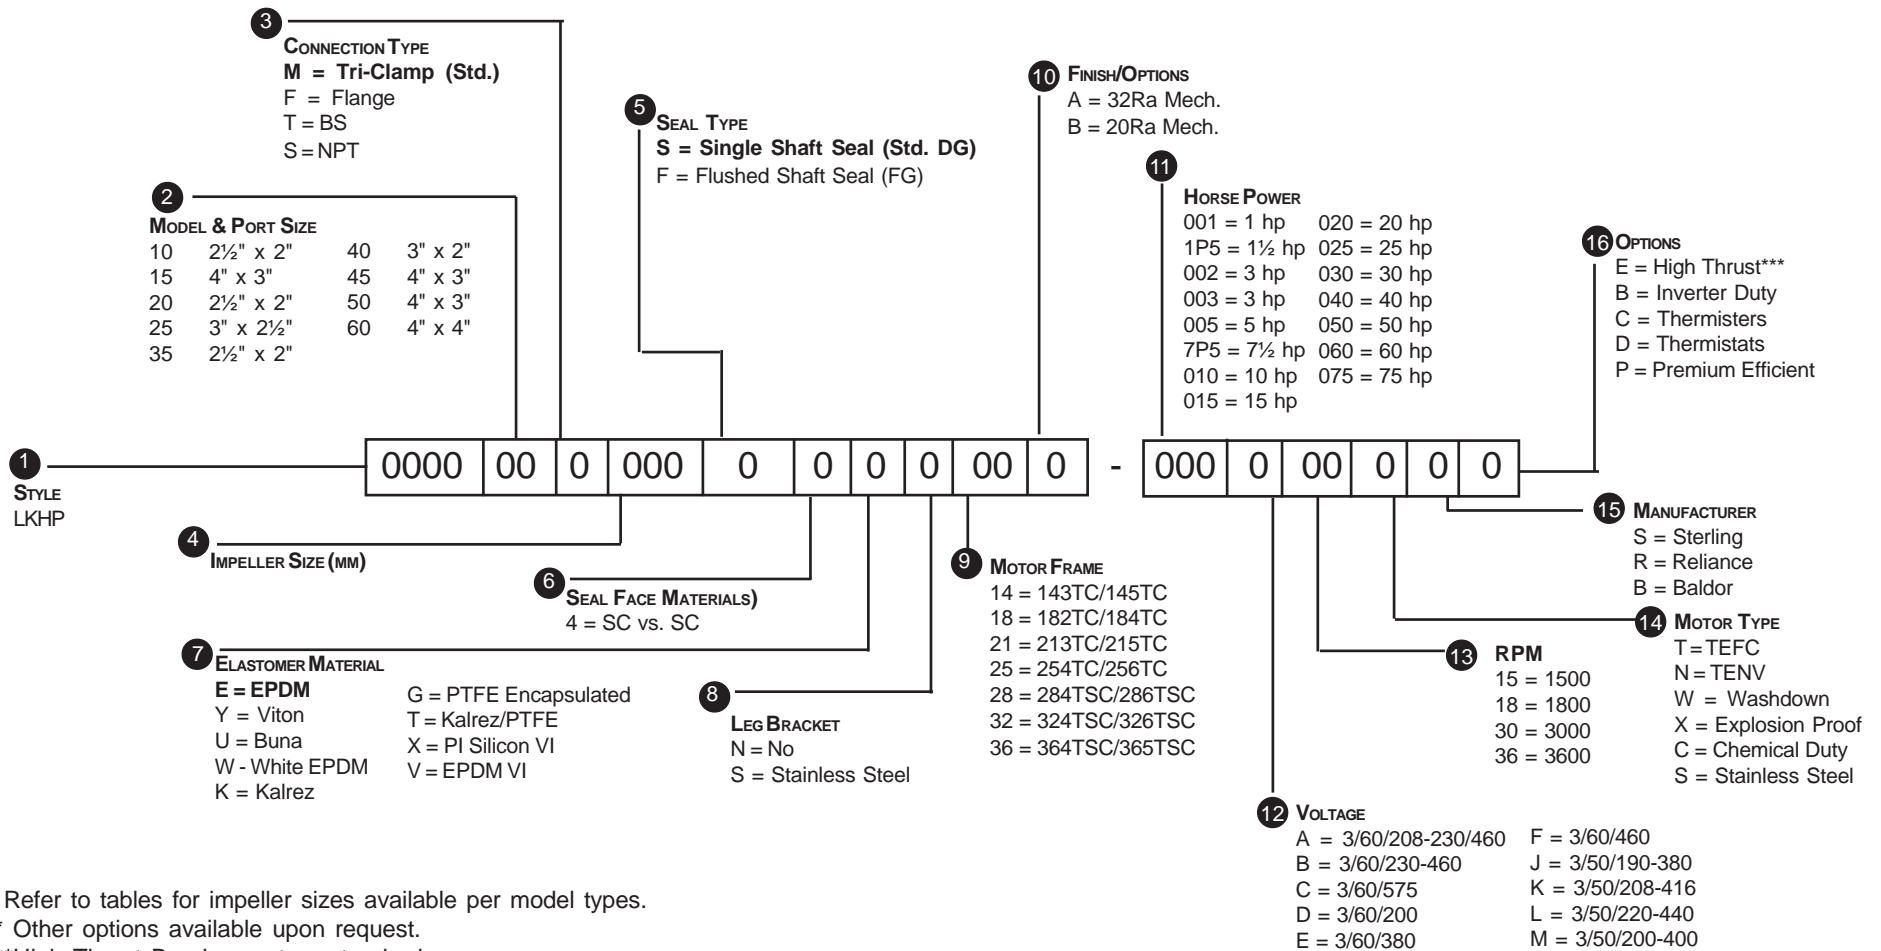 3
CONNECTION TYPE
M = Tri-Clamp (Std.)
F = Flange
T = BS
S = NPT
2
MODEL & PORT SIZE
10 2½" x 2" 40 3" x 2"
15 4" x 3" 45 4" x 3"
20 2½" x 2" 50 4" x 3"
25 3" x 2½" 60 4" x 4"
35 2½" x 2"
5
SEAL TYPE
S = Single Shaft Seal (Std. DG)
F = Flushed Shaft Seal (FG)
10
FINISH/OPTIONS
A = 32Ra Mech.
B = 20Ra Mech.
11
HORSE POWER
001 = 1 hp 020 = 20 hp
1P5 = 1½ hp 025 = 25 hp
002 = 3 hp 030 = 30 hp
003 = 3 hp 040 = 40 hp
005 = 5 hp 050 = 50 hp
7P5 = 7½ hp 060 = 60 hp
010 = 10 hp 075 = 75 hp
015 = 15 hp
16
OPTIONS
E = High Thrust***
B = Inverter Duty
C = Thermisters
D = Thermistats
P = Premium Efficient
1
STYLE
LKHP
0000 00 0 000 0 0 0 0 00 0 - 000 0 00 0 0 0
4
IMPELLER SIZE (MM)
6
SEAL FACE MATERIALS)
4 = SC vs. SC
7
ELASTOMER MATERIAL
E = EPDM
Y = Viton
U = Buna
W - White EPDM
K = Kalrez
G = PTFE Encapsulated
T = Kalrez/PTFE
X = PI Silicon VI
V = EPDM VI
8
LEG BRACKET
N = No
S = Stainless Steel
9
MOTOR FRAME
14 = 143TC/145TC
18 = 182TC/184TC
21 = 213TC/215TC
25 = 254TC/256TC
28 = 284TSC/286TSC
32 = 324TSC/326TSC
36 = 364TSC/365TSC
15
MANUFACTURER
S = Sterling
R = Reliance
B = Baldor
14
MOTOR TYPE
T = TEFC
N = TENV
W = Washdown
X = Explosion Proof
C = Chemical Duty
S = Stainless Steel
13
RPM
15 = 1500
18 = 1800
30 = 3000
36 = 3600
12
VOLTAGE
A = 3/60/208-230/460 F = 3/60/460
B = 3/60/230-460 J = 3/50/190-380
C = 3/60/575 K = 3/50/208-416
D = 3/60/200 L = 3/50/220-440
E = 3/60/380 M = 3/50/200-400
Refer to tables for impeller sizes available per model types.
* Other options available upon request.